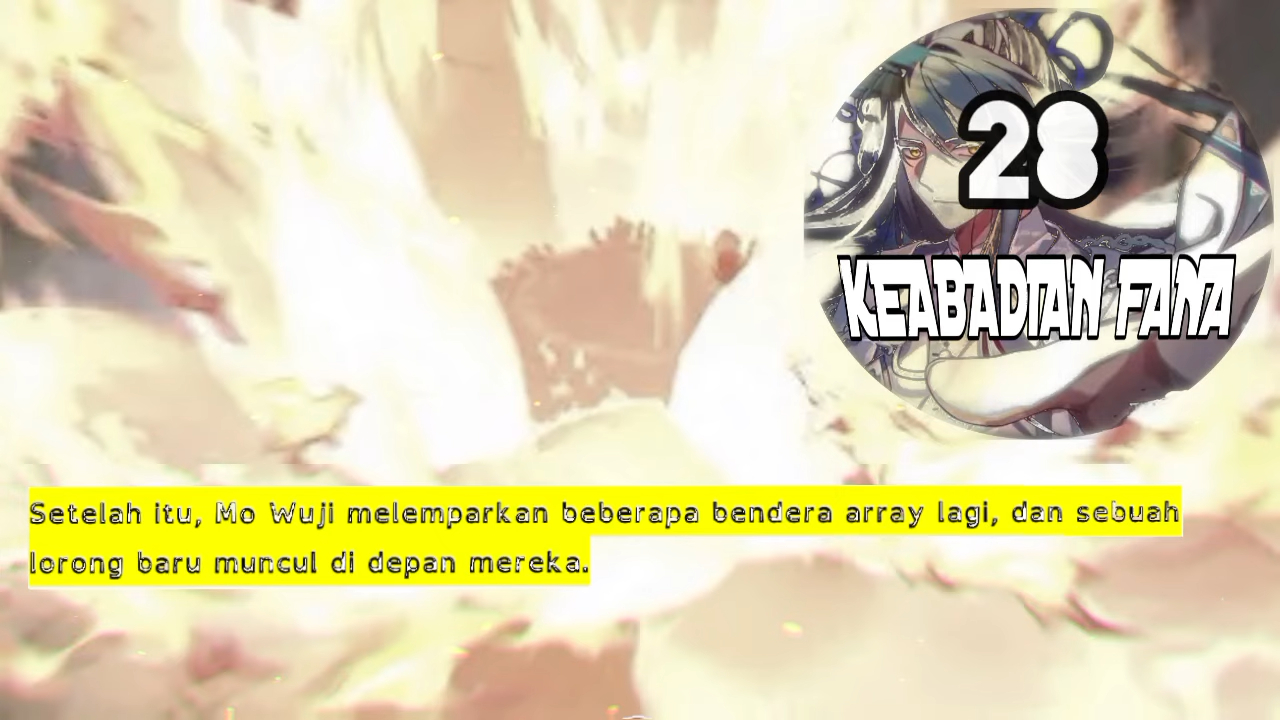 28
KEABADIAN FANA
Setelah itu, Mo Wuji melemparkan beberapa bendera array lagi, dan sebuah
lorong baru muncul di depan mereka.